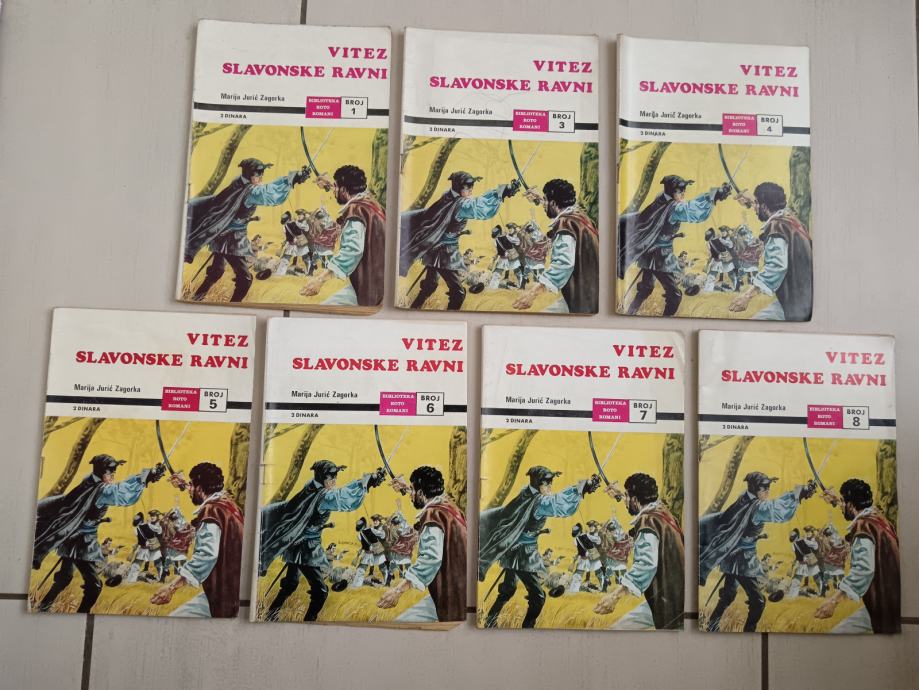 VITEZ
SLAVONSKE RAVNI
Marija Jurić Zagorka
BIBLIOTEKA
ROTO
ROMANI
BROJ
1
2 DINARA
VITEZ
SLAVONSKE RAVNI
Marija Jurić Zagorka
BIBLIOTEKA
ROTO
ROMANI
BROJ
3
2 DINARA
VITEZ
SLAVONSKE RAVNI
Marija Jurić Zagorka
BIBLIOTEKA
ROTO
ROMANI
BROJ
4
2 DINARA
VITEZ
SLAVONSKE RAVNI
Marija Jurić Zagorka
BIBLIOTEKA
ROTO
ROMANI
BROJ
5
2 DINARA
VITEZ
SLAVONSKE RAVNI
Marija Jurić Zagorka
BIBLIOTEKA
ROTO
ROMANI
BROJ
6
2 DINARA
VITEZ
SLAVONSKE RAVNI
Marija Jurić Zagorka
BIBLIOTEKA
ROTO
ROMANI
BROJ
7
2 DINARA
VITEZ
SLAVONSKE RAVNI
Marija Jurić Zagorka
BIBLIOTEKA
ROTO
ROMANI
BROJ
8
2 DINARA